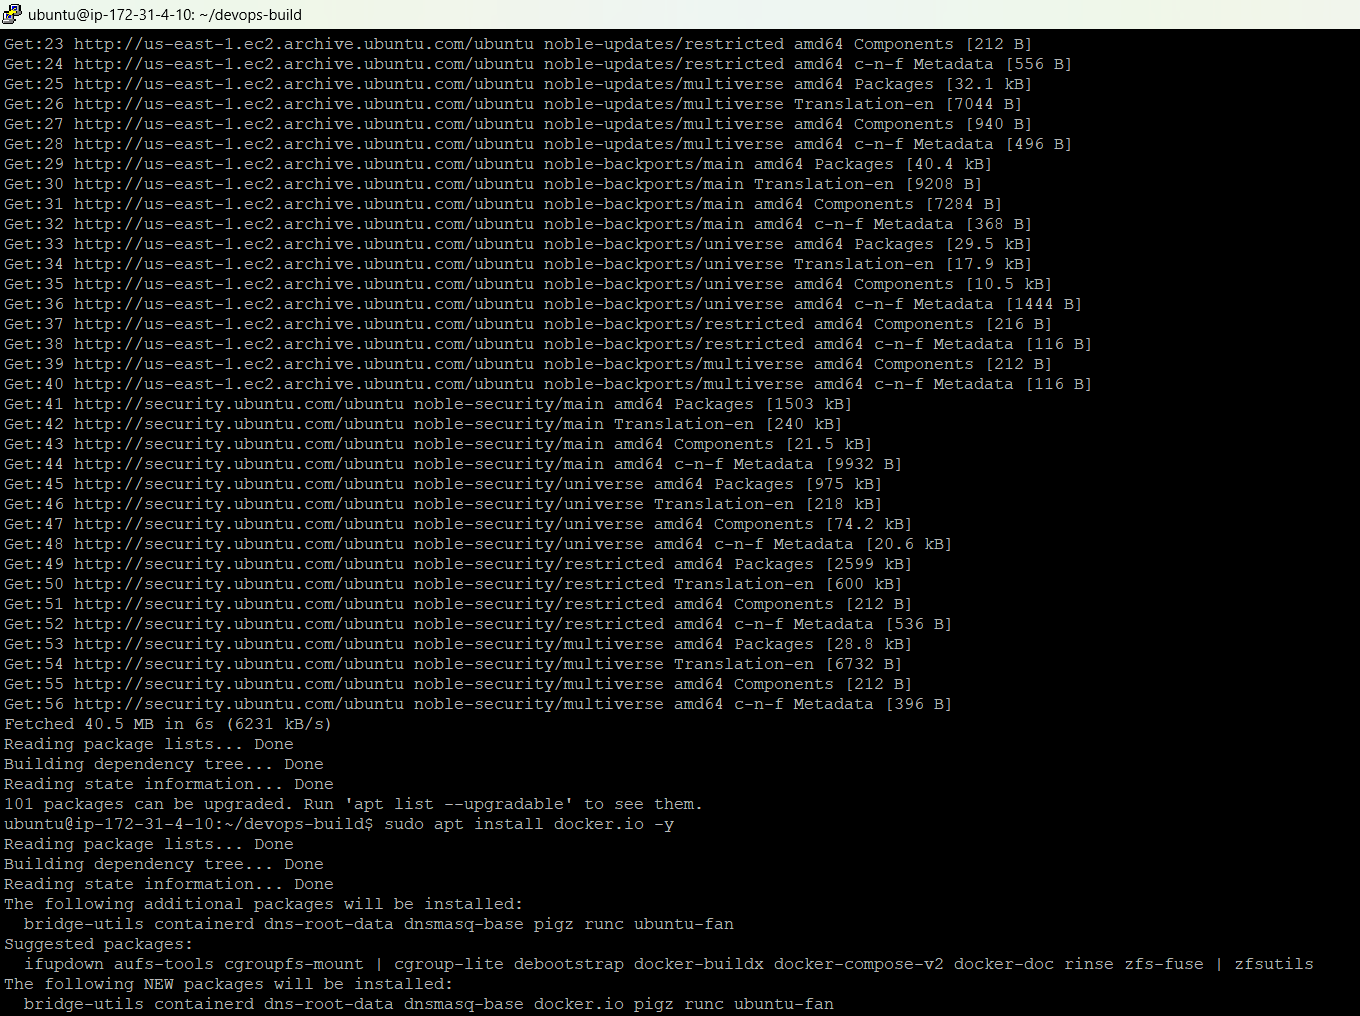 ubuntu@ip-172-31-4-10: ~/devops-build
Get:23 http://us-east-1.ec2.archive.ubuntu.com/ubuntu noble-updates/restricted amd64 Components [212 B]
Get:24 http://us-east-1.ec2.archive.ubuntu.com/ubuntu noble-updates/restricted amd64 c-n-f Metadata [556 B]
Get:25 http://us-east-1.ec2.archive.ubuntu.com/ubuntu noble-updates/multiverse amd64 Packages [32.1 kB]
Get:26 http://us-east-1.ec2.archive.ubuntu.com/ubuntu noble-updates/multiverse Translation-en [7044 B]
Get:27 http://us-east-1.ec2.archive.ubuntu.com/ubuntu noble-updates/multiverse amd64 Components [940 B]
Get:28 http://us-east-1.ec2.archive.ubuntu.com/ubuntu noble-updates/multiverse amd64 c-n-f Metadata [496 B]
Get:29 http://us-east-1.ec2.archive.ubuntu.com/ubuntu noble-backports/main amd64 Packages [40.4 kB]
Get:30 http://us-east-1.ec2.archive.ubuntu.com/ubuntu noble-backports/main Translation-en [9208 B]
Get:31 http://us-east-1.ec2.archive.ubuntu.com/ubuntu noble-backports/main amd64 Components [7284 B]
Get:32 http://us-east-1.ec2.archive.ubuntu.com/ubuntu noble-backports/main amd64 c-n-f Metadata [368 B]
Get:33 http://us-east-1.ec2.archive.ubuntu.com/ubuntu noble-backports/universe amd64 Packages [29.5 kB]
Get:34 http://us-east-1.ec2.archive.ubuntu.com/ubuntu noble-backports/universe Translation-en [17.9 kB]
Get:35 http://us-east-1.ec2.archive.ubuntu.com/ubuntu noble-backports/universe amd64 Components [10.5 kB]
Get:36 http://us-east-1.ec2.archive.ubuntu.com/ubuntu noble-backports/universe amd64 c-n-f Metadata [1444 B]
Get:37 http://us-east-1.ec2.archive.ubuntu.com/ubuntu noble-backports/restricted amd64 Components [216 B]
Get:38 http://us-east-1.ec2.archive.ubuntu.com/ubuntu noble-backports/restricted amd64 c-n-f Metadata [116 B]
Get:39 http://us-east-1.ec2.archive.ubuntu.com/ubuntu noble-backports/multiverse amd64 Components [212 B]
Get:40 http://us-east-1.ec2.archive.ubuntu.com/ubuntu noble-backports/multiverse amd64 c-n-f Metadata [116 B]
Get:41 http://security.ubuntu.com/ubuntu noble-security/main amd64 Packages [1503 kB]
Get:42 http://security.ubuntu.com/ubuntu noble-security/main Translation-en [240 kB]
Get:43 http://security.ubuntu.com/ubuntu noble-security/main amd64 Components [21.5 kB]
Get:44 http://security.ubuntu.com/ubuntu noble-security/main amd64 c-n-f Metadata [9932 B]
Get:45 http://security.ubuntu.com/ubuntu noble-security/universe amd64 Packages [975 kB]
Get:46 http://security.ubuntu.com/ubuntu noble-security/universe Translation-en [218 kB]
Get:47 http://security.ubuntu.com/ubuntu noble-security/universe amd64 Components [74.2 kB]
Get:48 http://security.ubuntu.com/ubuntu noble-security/universe amd64 c-n-f Metadata [20.6 kB]
Get:49 http://security.ubuntu.com/ubuntu noble-security/restricted amd64 Packages [2599 kB]
Get:50 http://security.ubuntu.com/ubuntu noble-security/restricted Translation-en [600 kB]
Get:51 http://security.ubuntu.com/ubuntu noble-security/restricted amd64 Components [212 B]
Get:52 http://security.ubuntu.com/ubuntu noble-security/restricted amd64 c-n-f Metadata [536 B]
Get:53 http://security.ubuntu.com/ubuntu noble-security/multiverse amd64 Packages [28.8 kB]
Get:54 http://security.ubuntu.com/ubuntu noble-security/multiverse Translation-en [6732 B]
Get:55 http://security.ubuntu.com/ubuntu noble-security/multiverse amd64 Components [212 B]
Get:56 http://security.ubuntu.com/ubuntu noble-security/multiverse amd64 c-n-f Metadata [396 B]
Fetched 40.5 MB in 6s (6231 kB/s)
Reading package lists... Done
Building dependency tree... Done
Reading state information... Done
101 packages can be upgraded. Run 'apt list --upgradable' to see them.
ubuntu@ip-172-31-4-10:~/devops-build$ sudo apt install docker.io -y
Reading package lists... Done
Building dependency tree... Done
Reading state information... Done
The following additional packages will be installed:
  bridge-utils containerd dns-root-data dnsmasq-base pigz runc ubuntu-fan
Suggested packages:
  ifupdown aufs-tools cgroupfs-mount | cgroup-lite debootstrap docker-buildx docker-compose-v2 docker-doc rinse zfs-fuse | zfsutils
The following NEW packages will be installed:
  bridge-utils containerd dns-root-data dnsmasq-base docker.io pigz runc ubuntu-fan